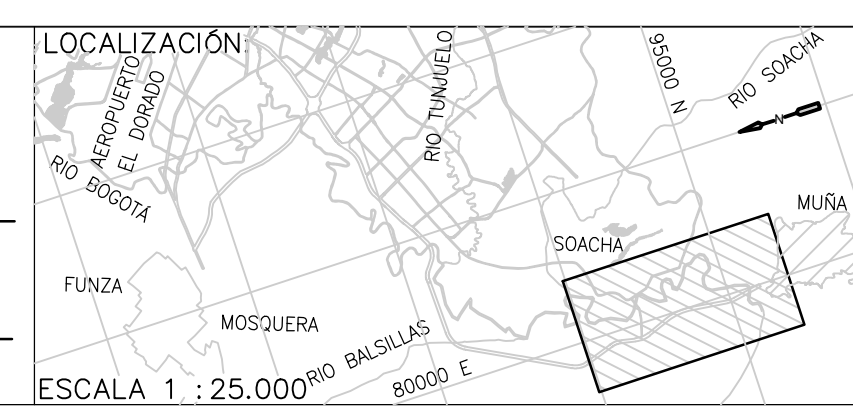 LOCALIZACIÓN:
AEROPUERTO
EL DORADO
RIO BOGOTÁ
RIO TUNJUELO
95000 N
RIO SOACHA
N
MUÑA
SOACHA
FUNZA
MOSQUERA
RIO BALSILLAS
80000 E
ESCALA 1 : 25.000